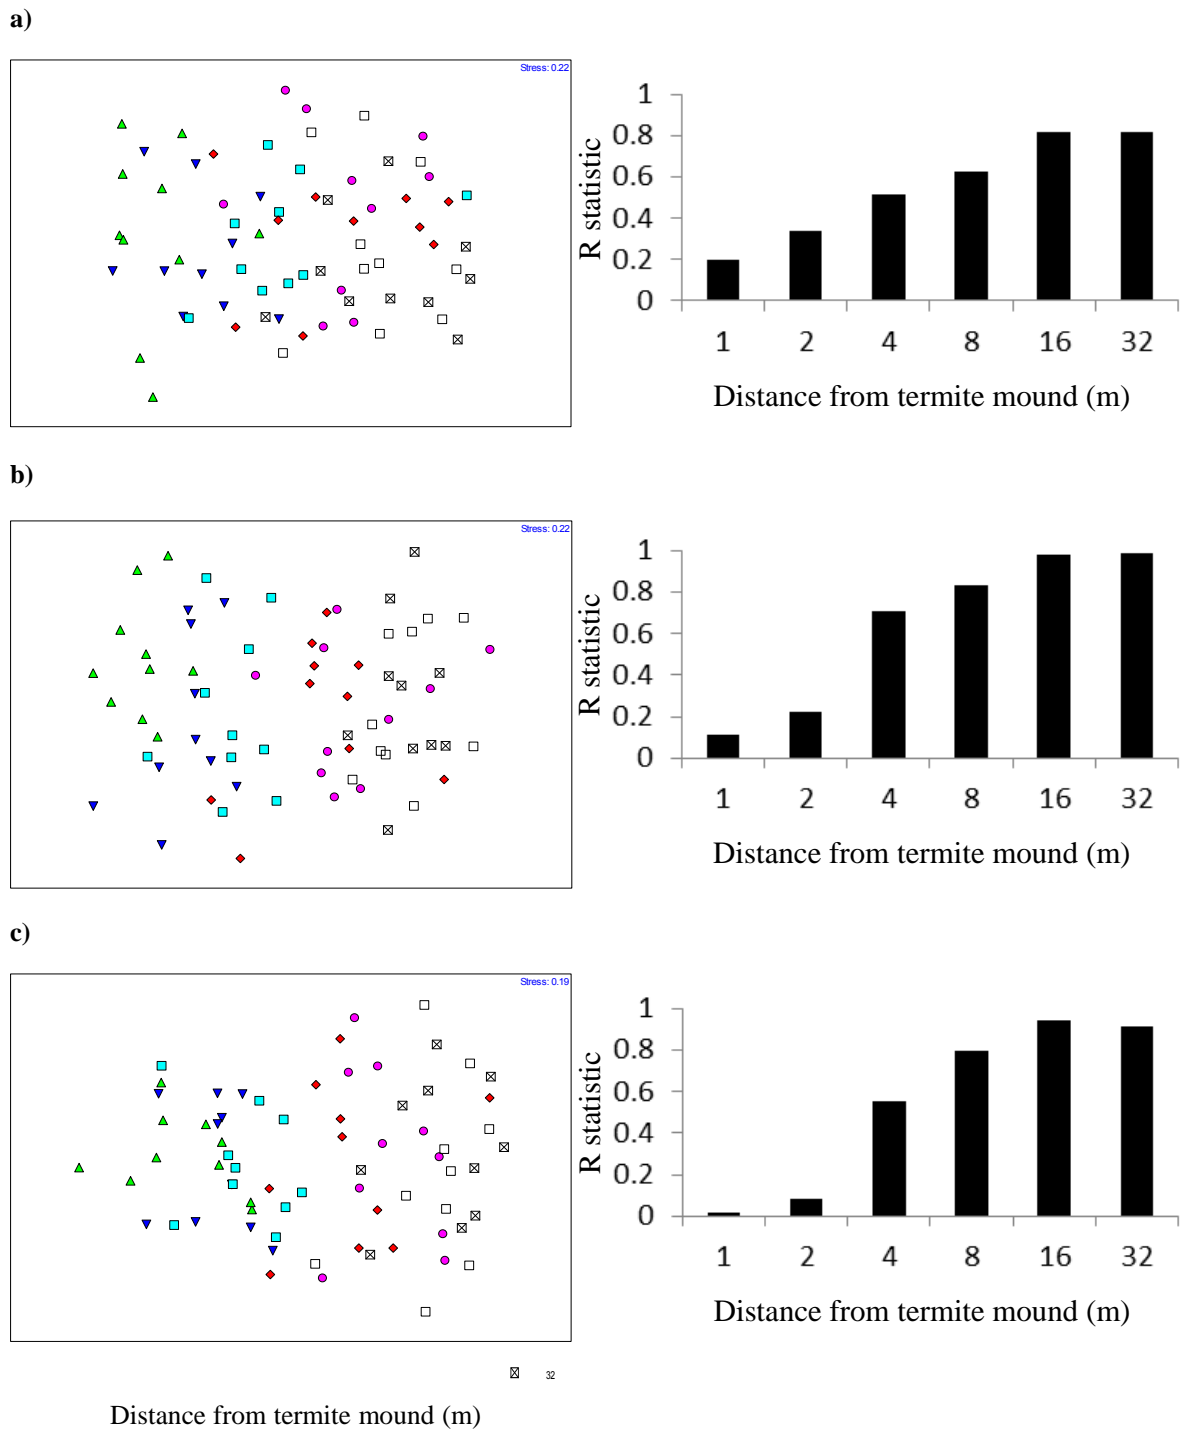 a)
Stress: 0.22
1
0.8
0.6
0.4
0.2
0
R statistic
1 2 4 8 16 32
Distance from termite mound (m)
b)
Stress: 0.22
1
0.8
0.6
0.4
0.2
0
R statistic
1 2 4 8 16 32
Distance from termite mound (m)
c)
Stress: 0.19
1
0.8
0.6
0.4
0.2
0
R statistic
1 2 4 8 16 32
Distance from termite mound (m)
32
Distance from termite mound (m)